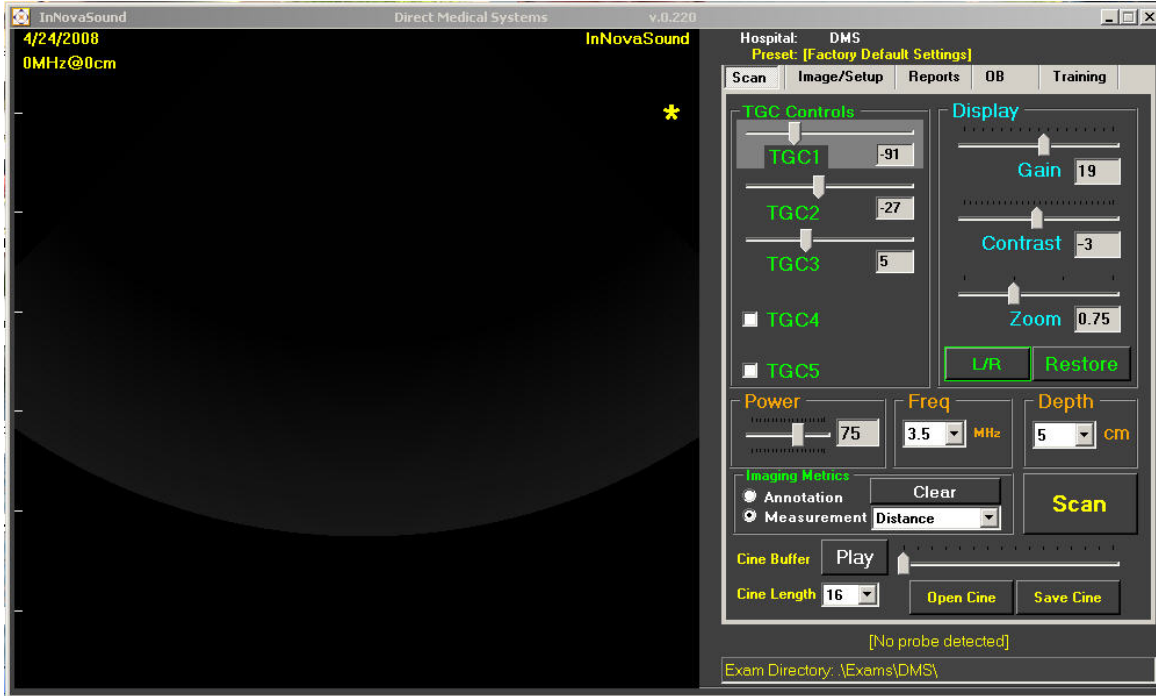 InNovaSound Direct Medical Systems v.0.220
4/24/2008 InNovaSound
0MHz@0cm
*
Hospital: DMS
Preset: [Factory Default Settings]
Scan Image/Setup Reports OB Training
TGC Controls
TGC1 -91
TGC2 -27
TGC3 5
TGC4
TGC5
Display
Gain 19
Contrast -3
Zoom 0.75
L/R Restore
Power
75
Freq
3.5 MHz
Depth
5 cm
Imaging Metrics
Annotation Clear
Measurement Distance
Scan
Cine Buffer Play
Cine Length 16 Open Cine Save Cine
[No probe detected]
Exam Directory: .\Exams\DMS\